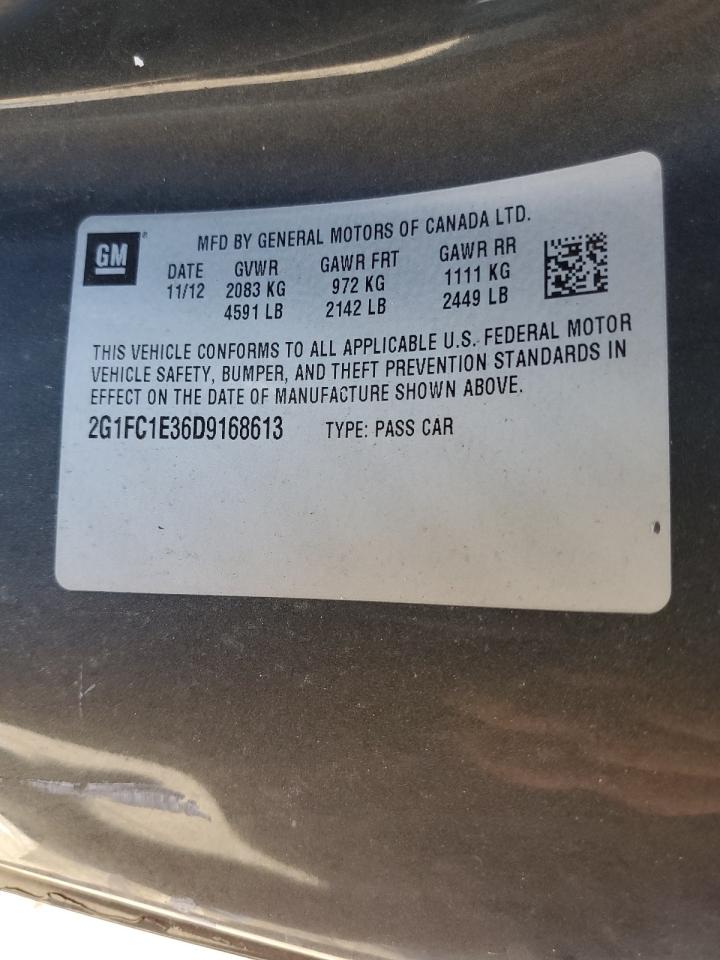 GM®
MFD BY GENERAL MOTORS OF CANADA LTD.
DATE GVWR GAWR FRT GAWR RR
11/12 2083 KG 972 KG 1111 KG
4591 LB 2142 LB 2449 LB
THIS VEHICLE CONFORMS TO ALL APPLICABLE U.S. FEDERAL MOTOR
VEHICLE SAFETY, BUMPER, AND THEFT PREVENTION STANDARDS IN
EFFECT ON THE DATE OF MANUFACTURE SHOWN ABOVE.
2G1FC1E36D9168613 TYPE: PASS CAR